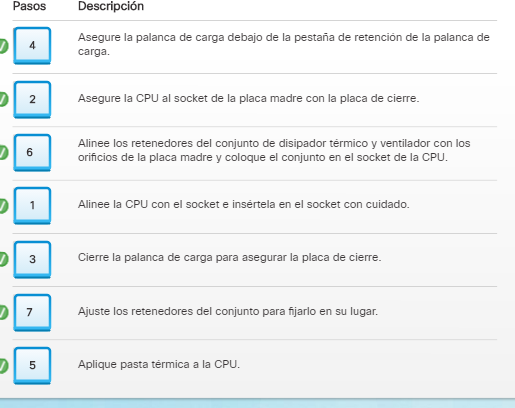 Pasos Descripción
4 Asegure la palanca de carga debajo de la pestaña de retención de la palanca de
carga.
2 Asegure la CPU al socket de la placa madre con la placa de cierre.
6 Alinee los retenedores del conjunto de disipador térmico y ventilador con los
orificios de la placa madre y coloque el conjunto en el socket de la CPU.
1 Alinee la CPU con el socket e insértela en el socket con cuidado.
3 Cierre la palanca de carga para asegurar la placa de cierre.
7 Ajuste los retenedores del conjunto para fijarlo en su lugar.
5 Aplique pasta térmica a la CPU.